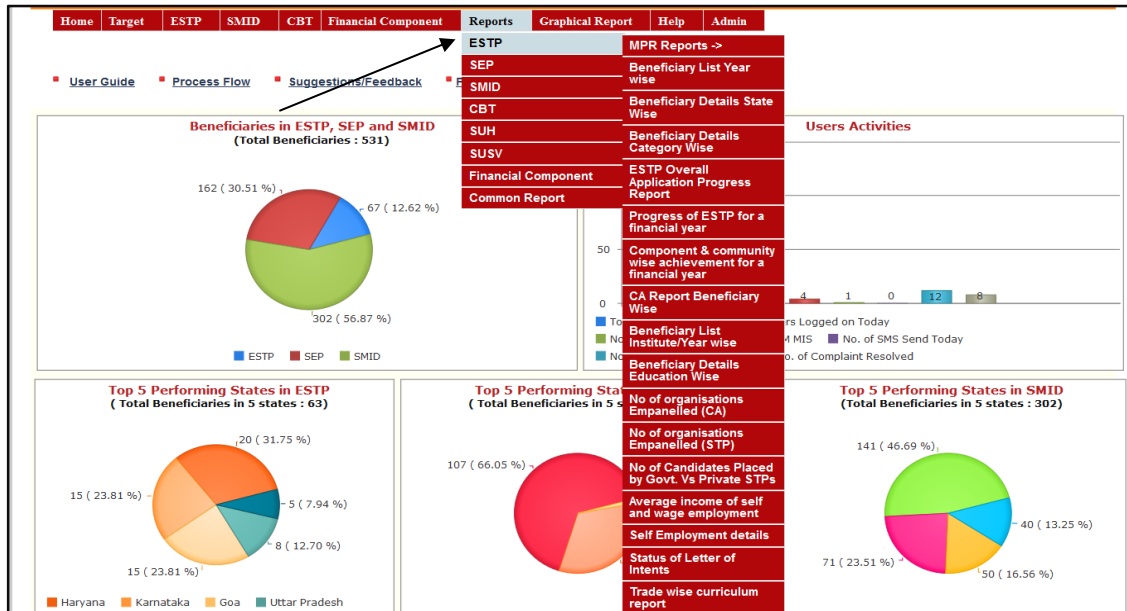 Home Target ESTP SMID CBT Financial Component Reports Graphical Report Help Admin
ESTP
SEP
SMID
CBT
SUH
SUSV
Financial Component
Common Report
MPR Reports ->
Beneficiary List Year
wise
Beneficiary Details State
Wise
Beneficiary Details
Category Wise
ESTP Overall
Application Progress
Report
Progress of ESTP for a
financial year
Component & community
wise achievement for a
financial year
CA Report Beneficiary
Wise
Beneficiary List
Institute/Year wise
Beneficiary Details
Education Wise
No of organisations
Empanelled (CA)
No of organisations
Empanelled (STP)
No of Candidates Placed
by Govt. Vs Private STPs
Average income of self
and wage employment
Self Employment details
Status of Letter of
Intents
Trade wise curriculum
report
User Guide Process Flow Suggestions/Feedback
Beneficiaries in ESTP, SEP and SMID
(Total Beneficiaries : 531)
162 ( 30.51 %)
67 ( 12.62 %)
302 ( 56.87 %)
ESTP SEP SMID
Users Activities
50
0
4 1 0 12 8
rs Logged on Today
MIS No. of SMS Send Today
of Complaint Resolved
Top 5 Performing States in ESTP
( Total Beneficiaries in 5 states : 63)
20 ( 31.75 %)
15 ( 23.81 %)
5 ( 7.94 %)
8 ( 12.70 %)
15 ( 23.81 %)
Haryana Karnataka Goa Uttar Pradesh
Top 5 Performing
( Total Beneficiaries in 5
107 ( 66.05 %)
Top 5 Performing States in SMID
(Total Beneficiaries in 5 states : 302)
141 ( 46.69 %)
40 ( 13.25 %)
71 ( 23.51 %)
50 ( 16.56 %)